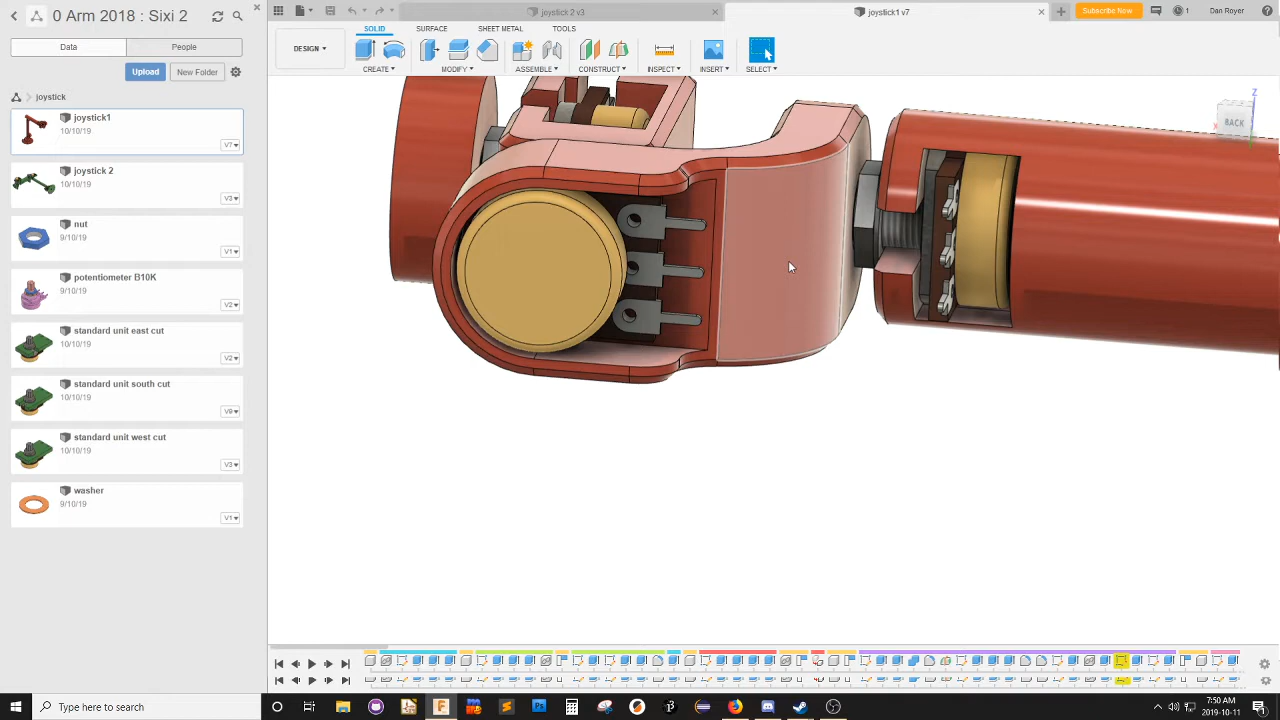 0 Arm 2018 : Sixi 2
Data
People
Upload
New Folder
joystick
joystick1
10/10/19
V7
joystick 2
10/10/19
V3
nut
9/10/19
V1
potentiometer B10K
9/10/19
V2
standard unit east cut
10/10/19
V2
standard unit south cut
10/10/19
V9
standard unit west cut
10/10/19
V3
washer
9/10/19
V1
joystick 2 v3
joystick1 v7
Subscribe Now
1
Dan Royer
SOLID
SURFACE
SHEET METAL
TOOLS
DESIGN
CREATE
MODIFY
ASSEMBLE
CONSTRUCT
INSPECT
INSERT
SELECT
Z
BACK
Type here to search
7:50 AM
2019-10-11